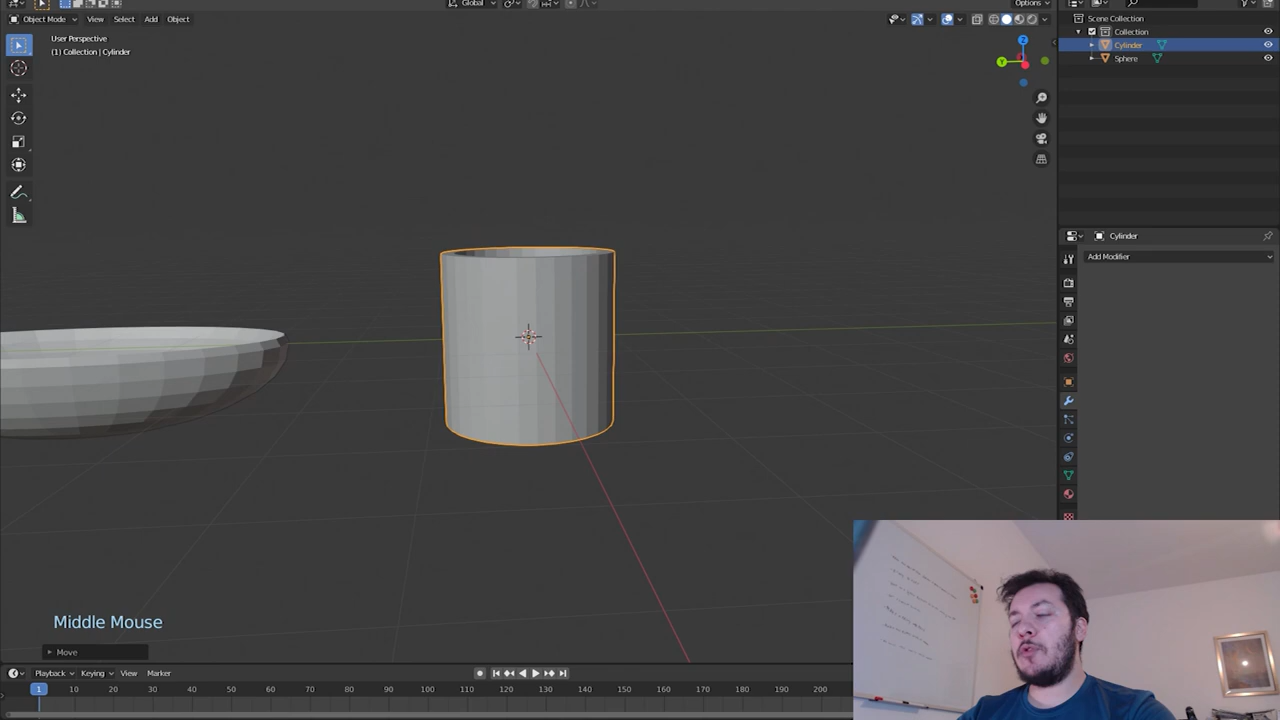 Global
Options
Object Mode
View
Select
Add
Object
User Perspective
(1) Collection | Cylinder
Z
Y
Scene Collection
Collection
Cylinder
Sphere
Cylinder
Add Modifier
Middle Mouse
Move
Playback
Keying
View
Marker
1 10 20 30 40 50 60 70 80 90 100 110 120 130 140 150 160 170 180 190 200